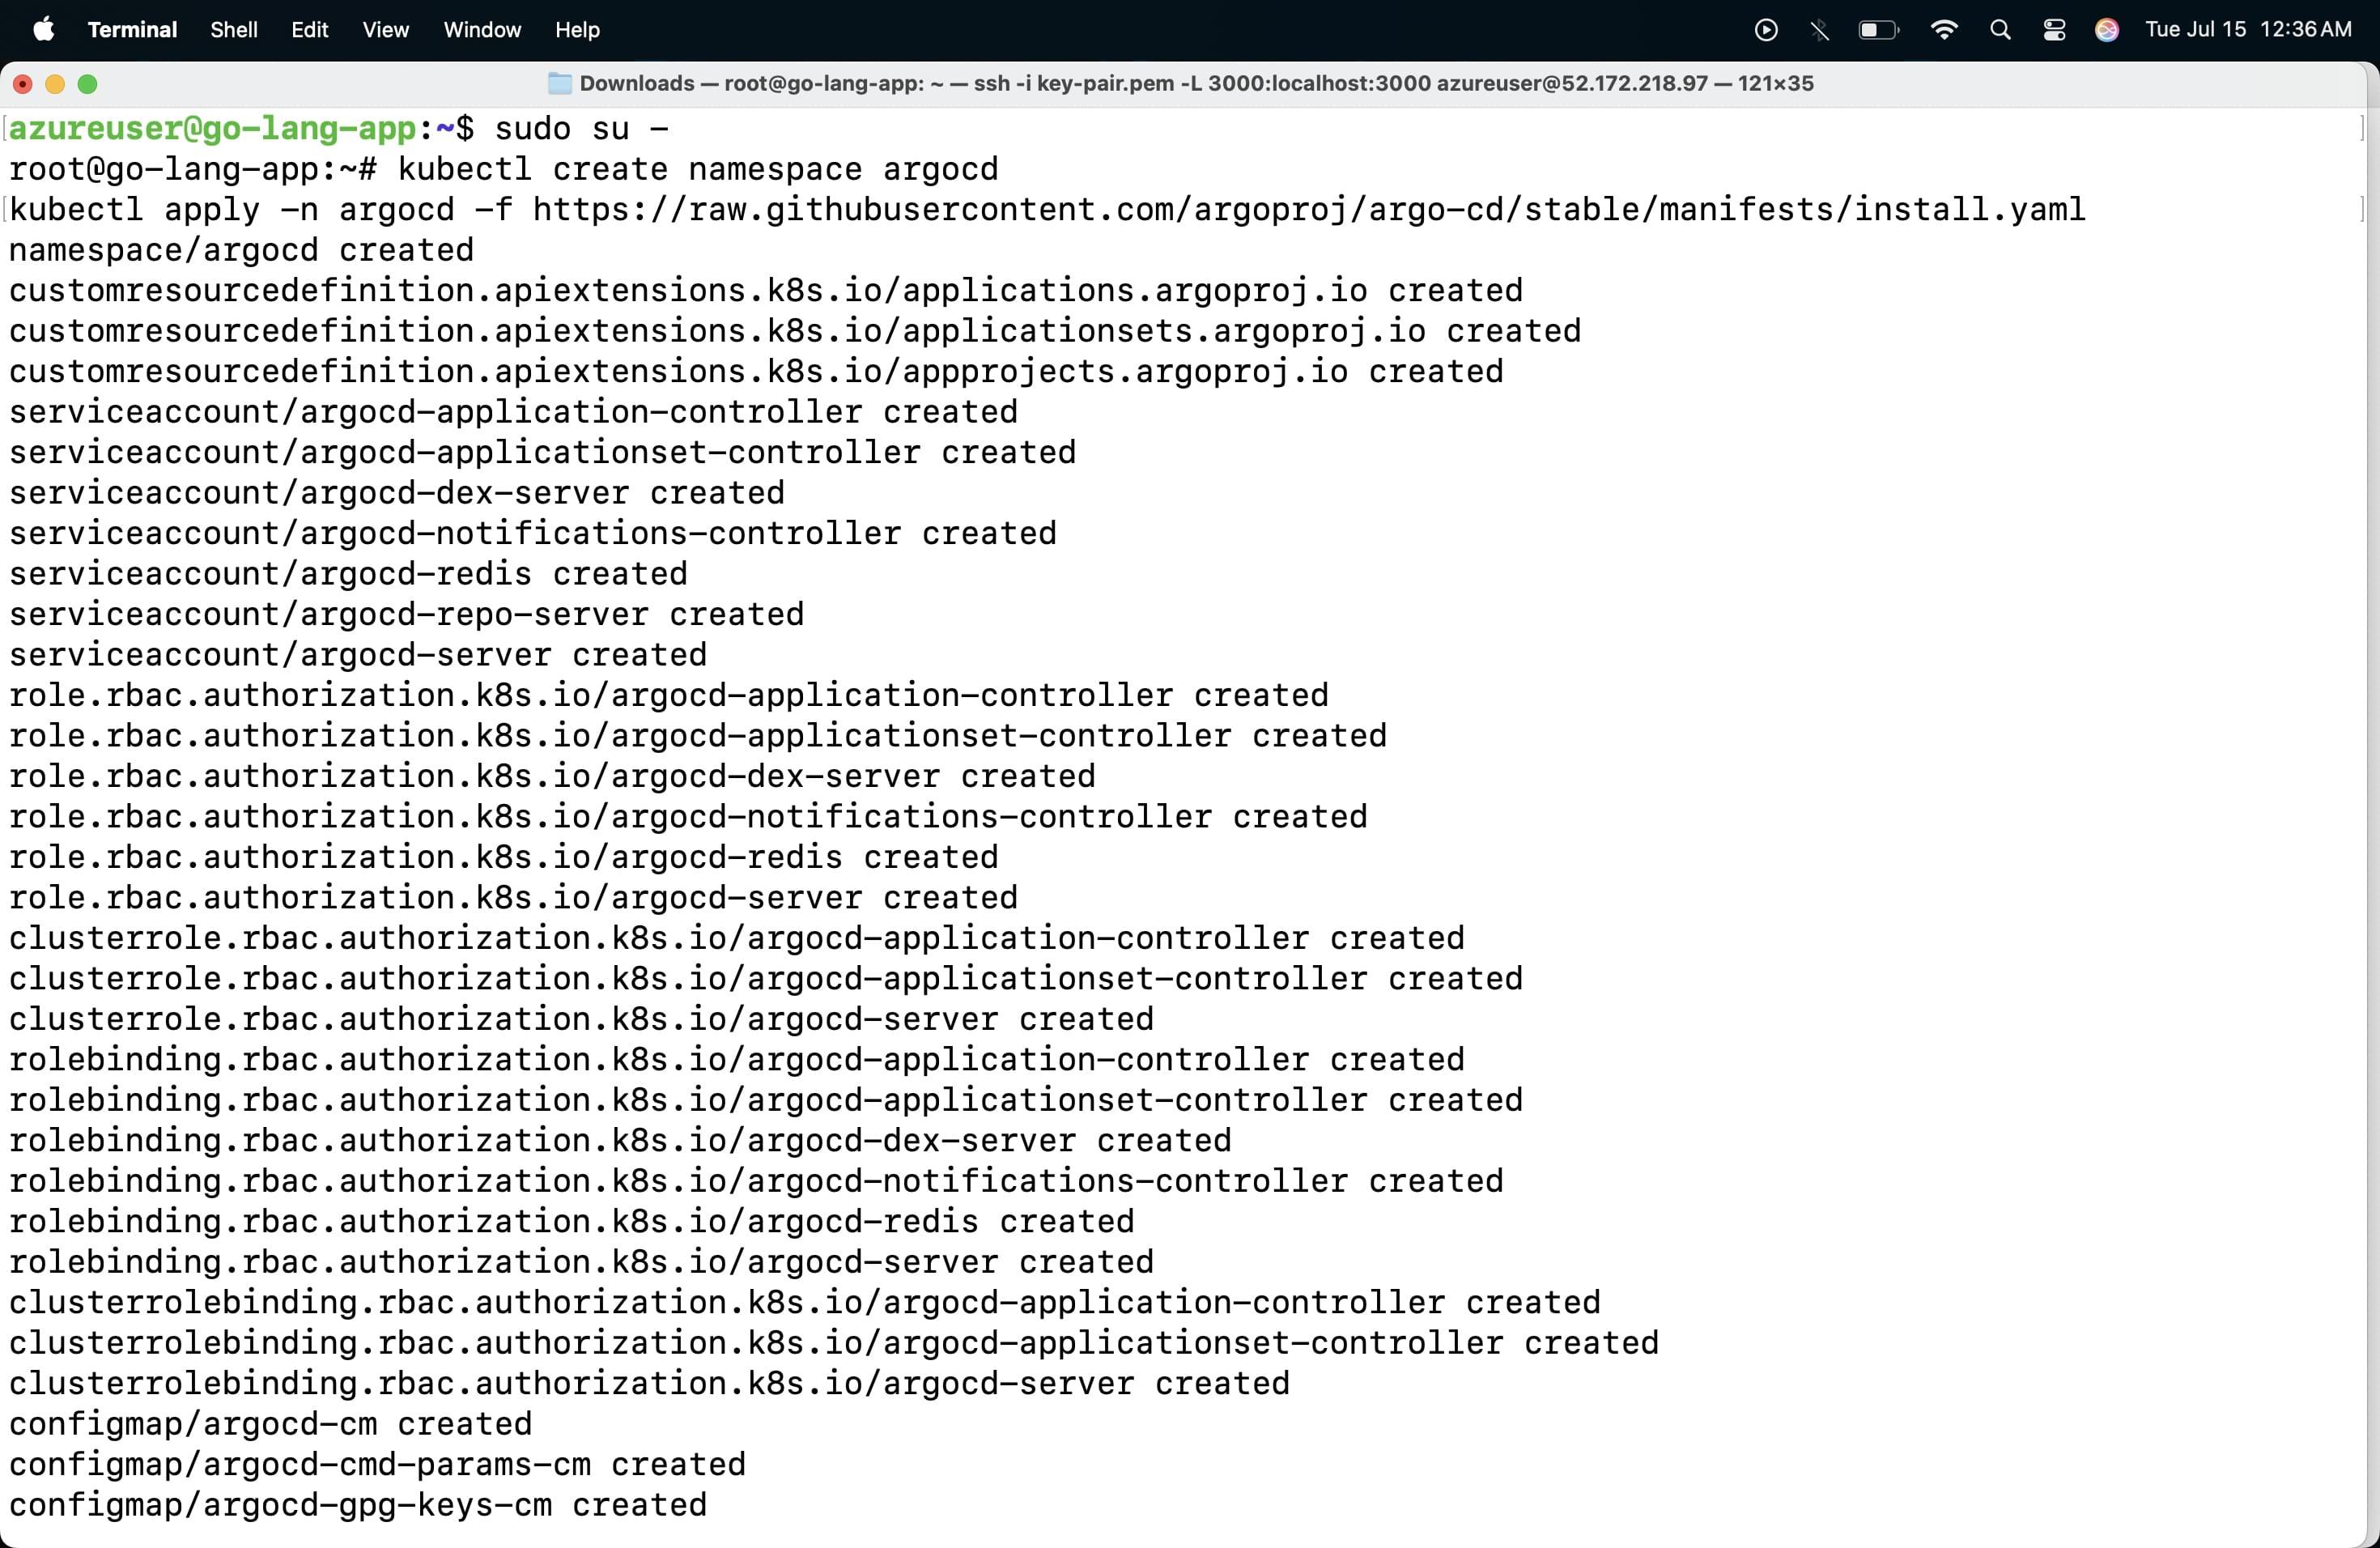 Terminal Shell Edit View Window Help Tue Jul 15 12:36 AM
Downloads — root@go-lang-app: ~ — ssh -i key-pair.pem -L 3000:localhost:3000 azureuser@52.172.218.97 — 121×35
[azureuser@go-lang-app:~$ sudo su - ]
root@go-lang-app:~# kubectl create namespace argocd
[kubectl apply -n argocd -f https://raw.githubusercontent.com/argoproj/argo-cd/stable/manifests/install.yaml ]
namespace/argocd created
customresourcedefinition.apiextensions.k8s.io/applications.argoproj.io created
customresourcedefinition.apiextensions.k8s.io/applicationsets.argoproj.io created
customresourcedefinition.apiextensions.k8s.io/appprojects.argoproj.io created
serviceaccount/argocd-application-controller created
serviceaccount/argocd-applicationset-controller created
serviceaccount/argocd-dex-server created
serviceaccount/argocd-notifications-controller created
serviceaccount/argocd-redis created
serviceaccount/argocd-repo-server created
serviceaccount/argocd-server created
role.rbac.authorization.k8s.io/argocd-application-controller created
role.rbac.authorization.k8s.io/argocd-applicationset-controller created
role.rbac.authorization.k8s.io/argocd-dex-server created
role.rbac.authorization.k8s.io/argocd-notifications-controller created
role.rbac.authorization.k8s.io/argocd-redis created
role.rbac.authorization.k8s.io/argocd-server created
clusterrole.rbac.authorization.k8s.io/argocd-application-controller created
clusterrole.rbac.authorization.k8s.io/argocd-applicationset-controller created
clusterrole.rbac.authorization.k8s.io/argocd-server created
rolebinding.rbac.authorization.k8s.io/argocd-application-controller created
rolebinding.rbac.authorization.k8s.io/argocd-applicationset-controller created
rolebinding.rbac.authorization.k8s.io/argocd-dex-server created
rolebinding.rbac.authorization.k8s.io/argocd-notifications-controller created
rolebinding.rbac.authorization.k8s.io/argocd-redis created
rolebinding.rbac.authorization.k8s.io/argocd-server created
clusterrolebinding.rbac.authorization.k8s.io/argocd-application-controller created
clusterrolebinding.rbac.authorization.k8s.io/argocd-applicationset-controller created
clusterrolebinding.rbac.authorization.k8s.io/argocd-server created
configmap/argocd-cm created
configmap/argocd-cmd-params-cm created
configmap/argocd-gpg-keys-cm created